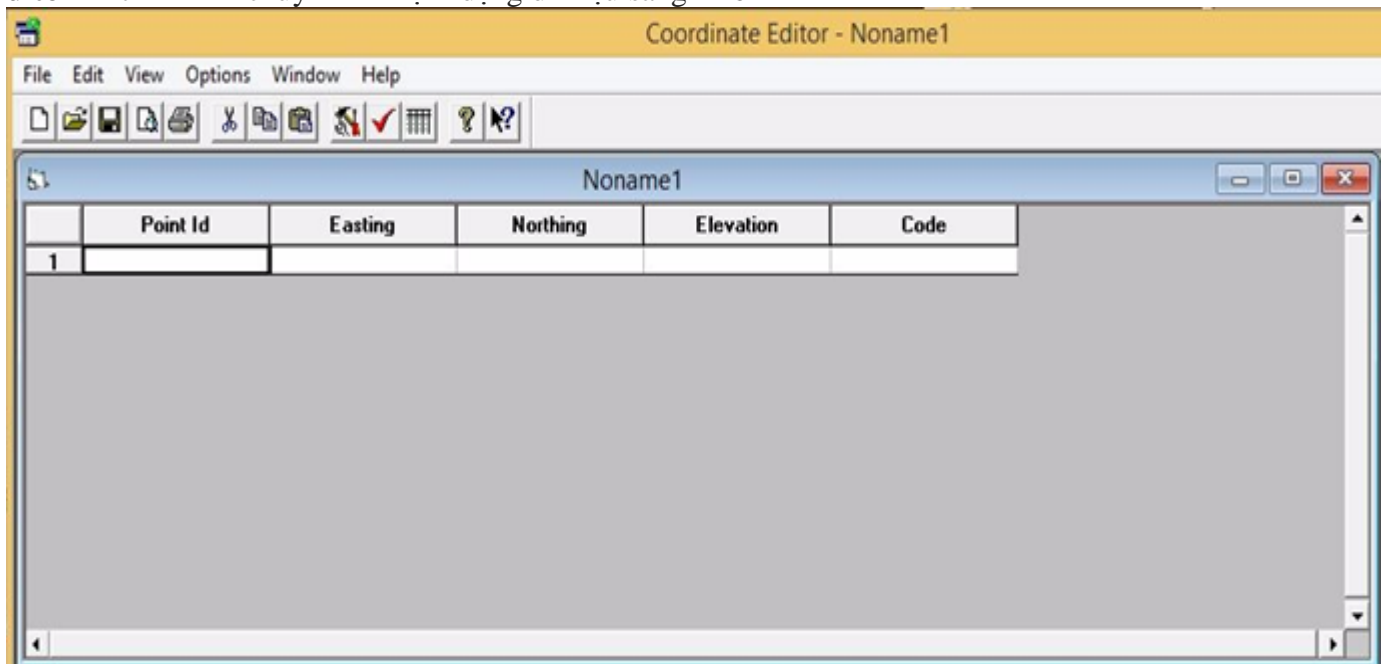 Coordinate Editor - Noname1
File Edit View Options Window Help
Noname1
Point Id Easting Northing Elevation Code
1